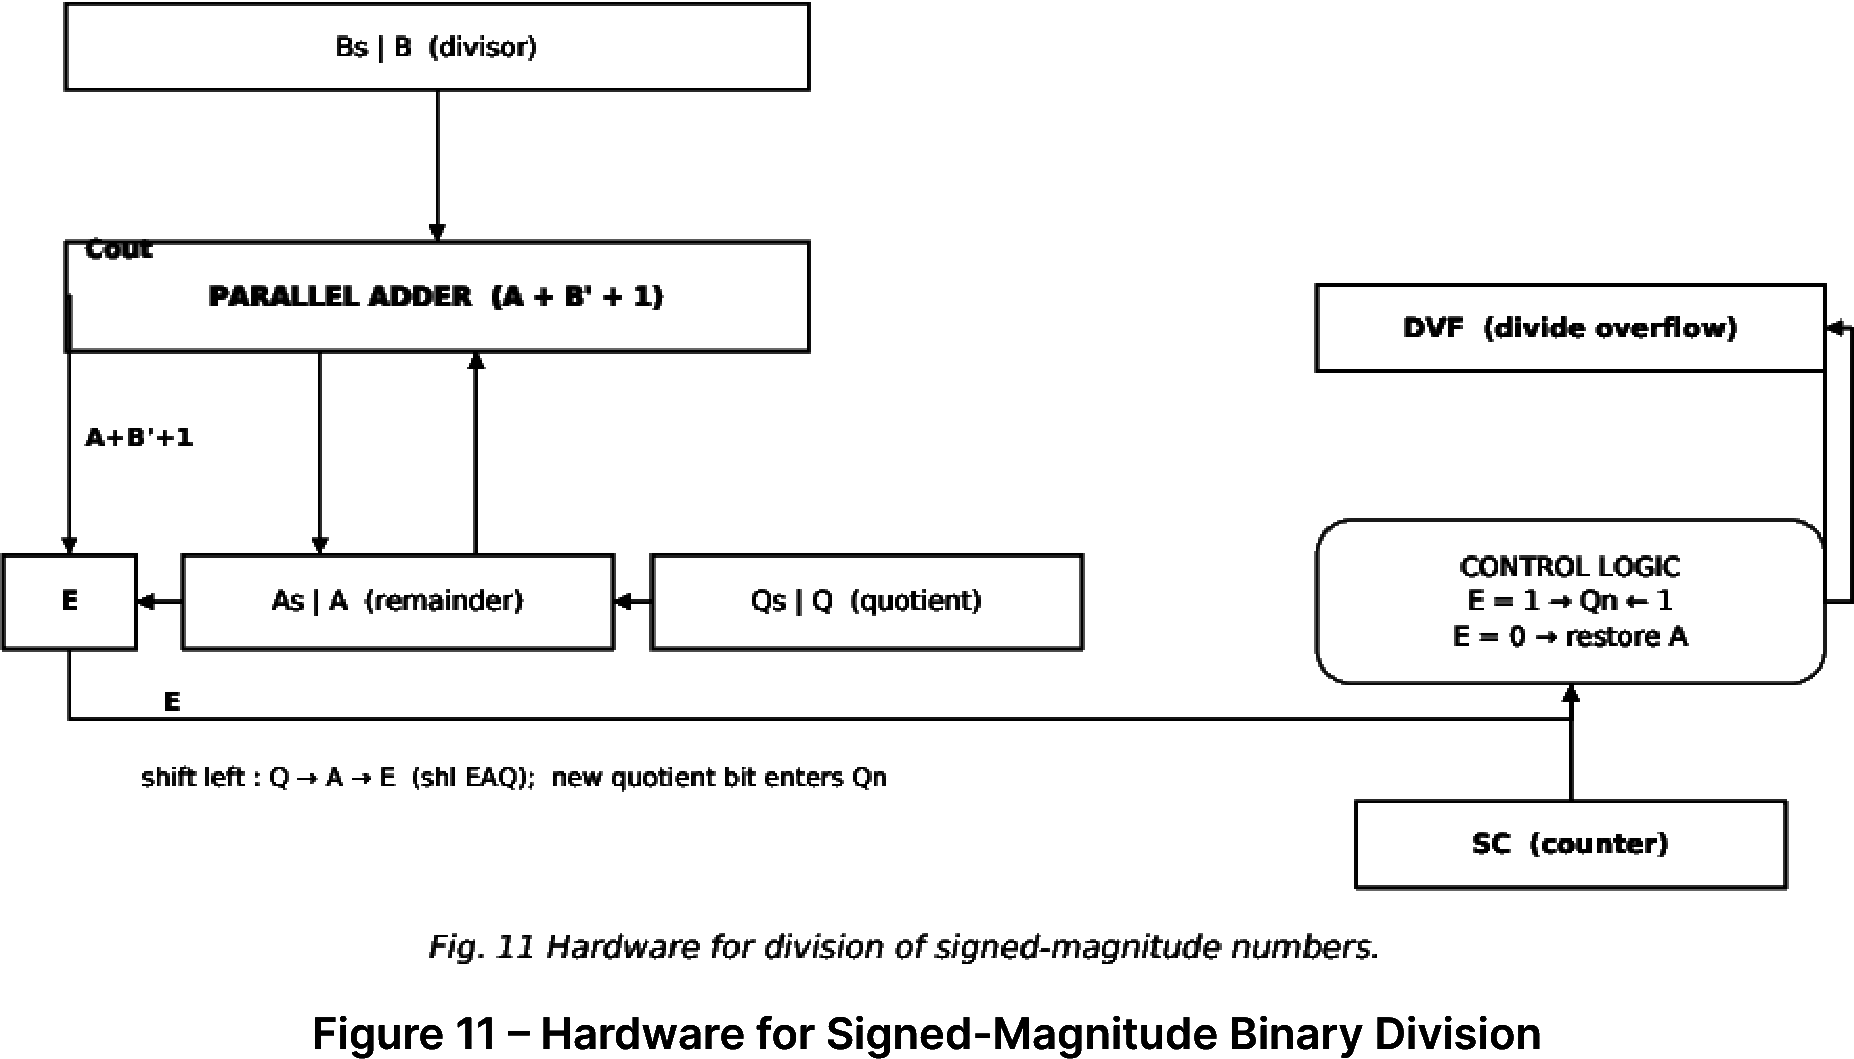 Bs | B (divisor)
Cout
PARALLEL ADDER (A + B' + 1)
DVF (divide overflow)
A+B'+1
E
As | A (remainder)
Qs | Q (quotient)
CONTROL LOGIC
E = 1 → Qn ← 1
E = 0 → restore A
E
shift left : Q → A → E (shl EAQ); new quotient bit enters Qn
SC (counter)
Fig. 11 Hardware for division of signed-magnitude numbers.
Figure 11 – Hardware for Signed-Magnitude Binary Division